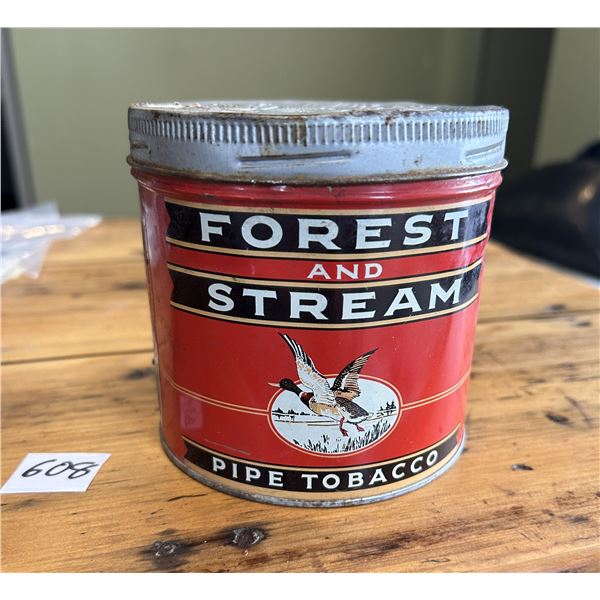 FOREST
AND
STREAM
PIPE TOBACCO
608